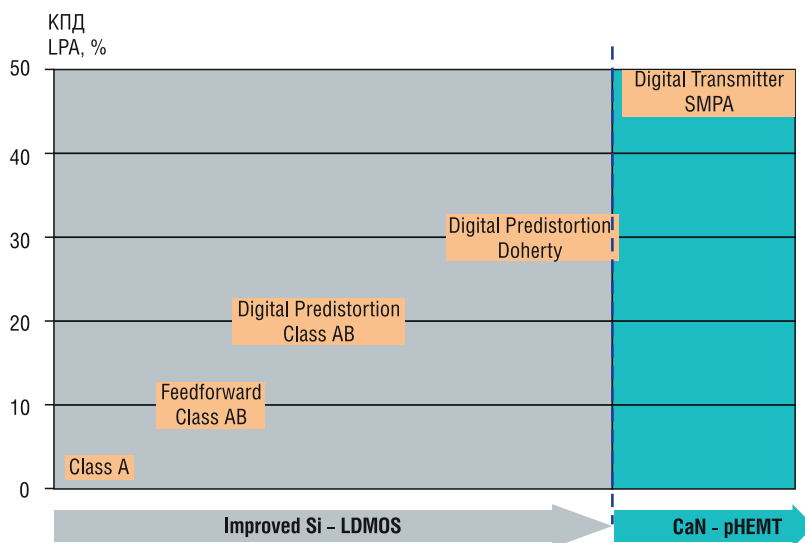 КПД
LPA, %
50
40
30
20
10
0
Digital Transmitter
SMPA
Digital Predistortion
Doherty
Digital Predistortion
Class AB
Feedforward
Class AB
Class A
Improved Si – LDMOS
CaN - pHEMT